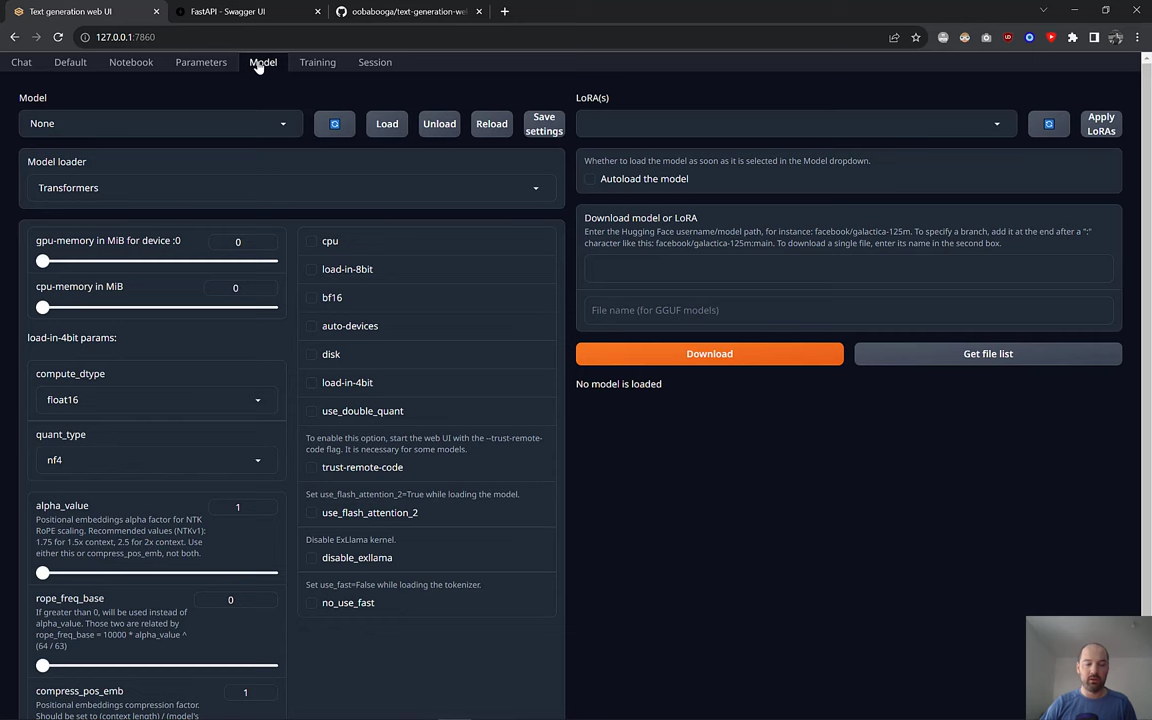 Text generation web UI
FastAPI - Swagger UI
oobabooga/text-generation-wel
127.0.0.1:7860
Chat
Default
Notebook
Parameters
Model
Training
Session
Model
None
Load
Unload
Reload
Save
settings
LoRA(s)
Apply
LoRAs
Model loader
Transformers
Whether to load the model as soon as it is selected in the Model dropdown.
Autoload the model
Download model or LoRA
Enter the Hugging Face username/model path, for instance: facebook/galactica-125m. To specify a branch, add it at the end after a ":"
character like this: facebook/galactica-125m:main. To download a single file, enter its name in the second box.
File name (for GGUF models)
Download
Get file list
No model is loaded
gpu-memory in MiB for device :0
0
cpu-memory in MiB
0
load-in-4bit params:
compute_dtype
float16
quant_type
nf4
alpha_value
1
Positional embeddings alpha factor for NTK
RoPE scaling. Recommended values (NTKv1):
1.75 for 1.5x context, 2.5 for 2x context. Use
either this or compress_pos_emb, not both.
rope_freq_base
0
If greater than 0, will be used instead of
alpha_value. Those two are related by
rope_freq_base = 10000 * alpha_value ^
(64 / 63)
compress_pos_emb
1
Positional embeddings compression factor.
Should be set to (context length) / (model's
cpu
load-in-8bit
bf16
auto-devices
disk
load-in-4bit
use_double_quant
To enable this option, start the web UI with the --trust-remote-
code flag. It is necessary for some models.
trust-remote-code
Set use_flash_attention_2=True while loading the model.
use_flash_attention_2
Disable ExLlama kernel.
disable_exllama
Set use_fast=False while loading the tokenizer.
no_use_fast